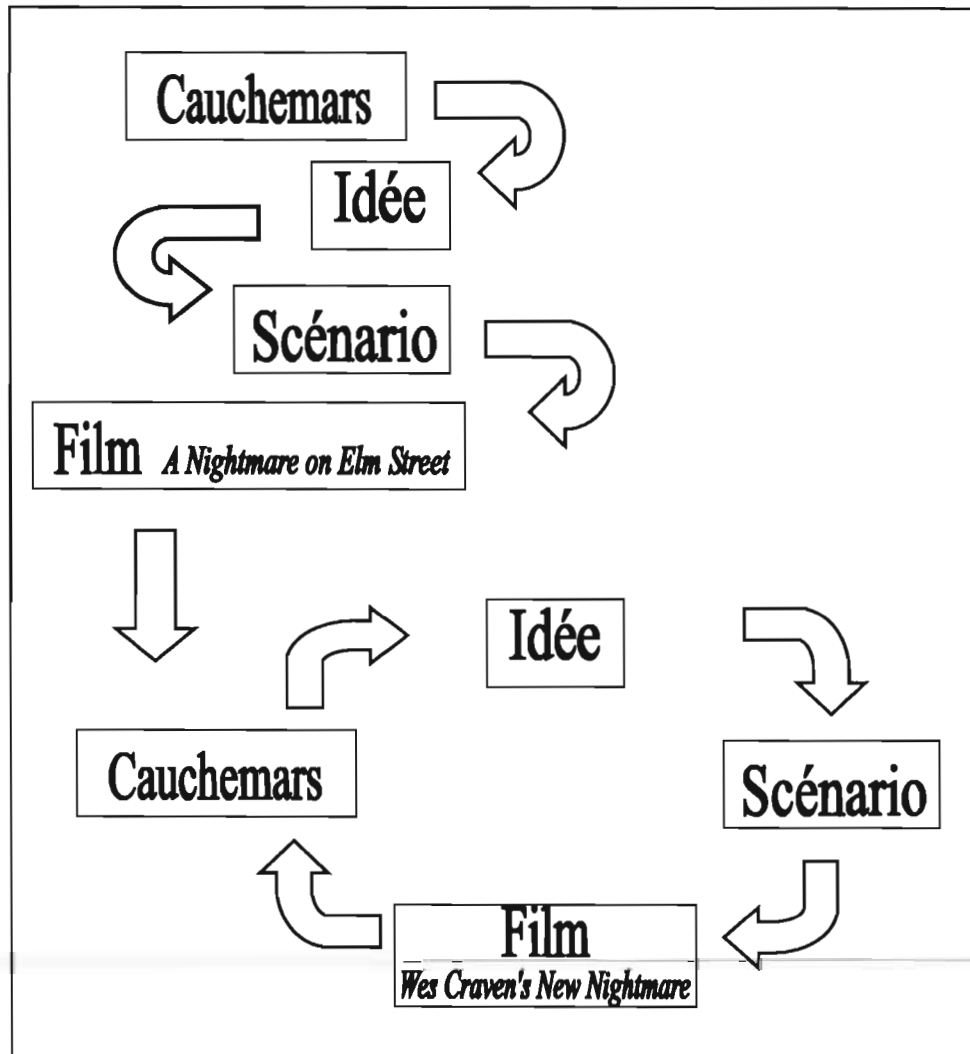 Cauchemars
Idée
Scénario
Film A Nightmare on Elm Street
Idée
Cauchemars
Scénario
Film
Wes Craven's New Nightmare